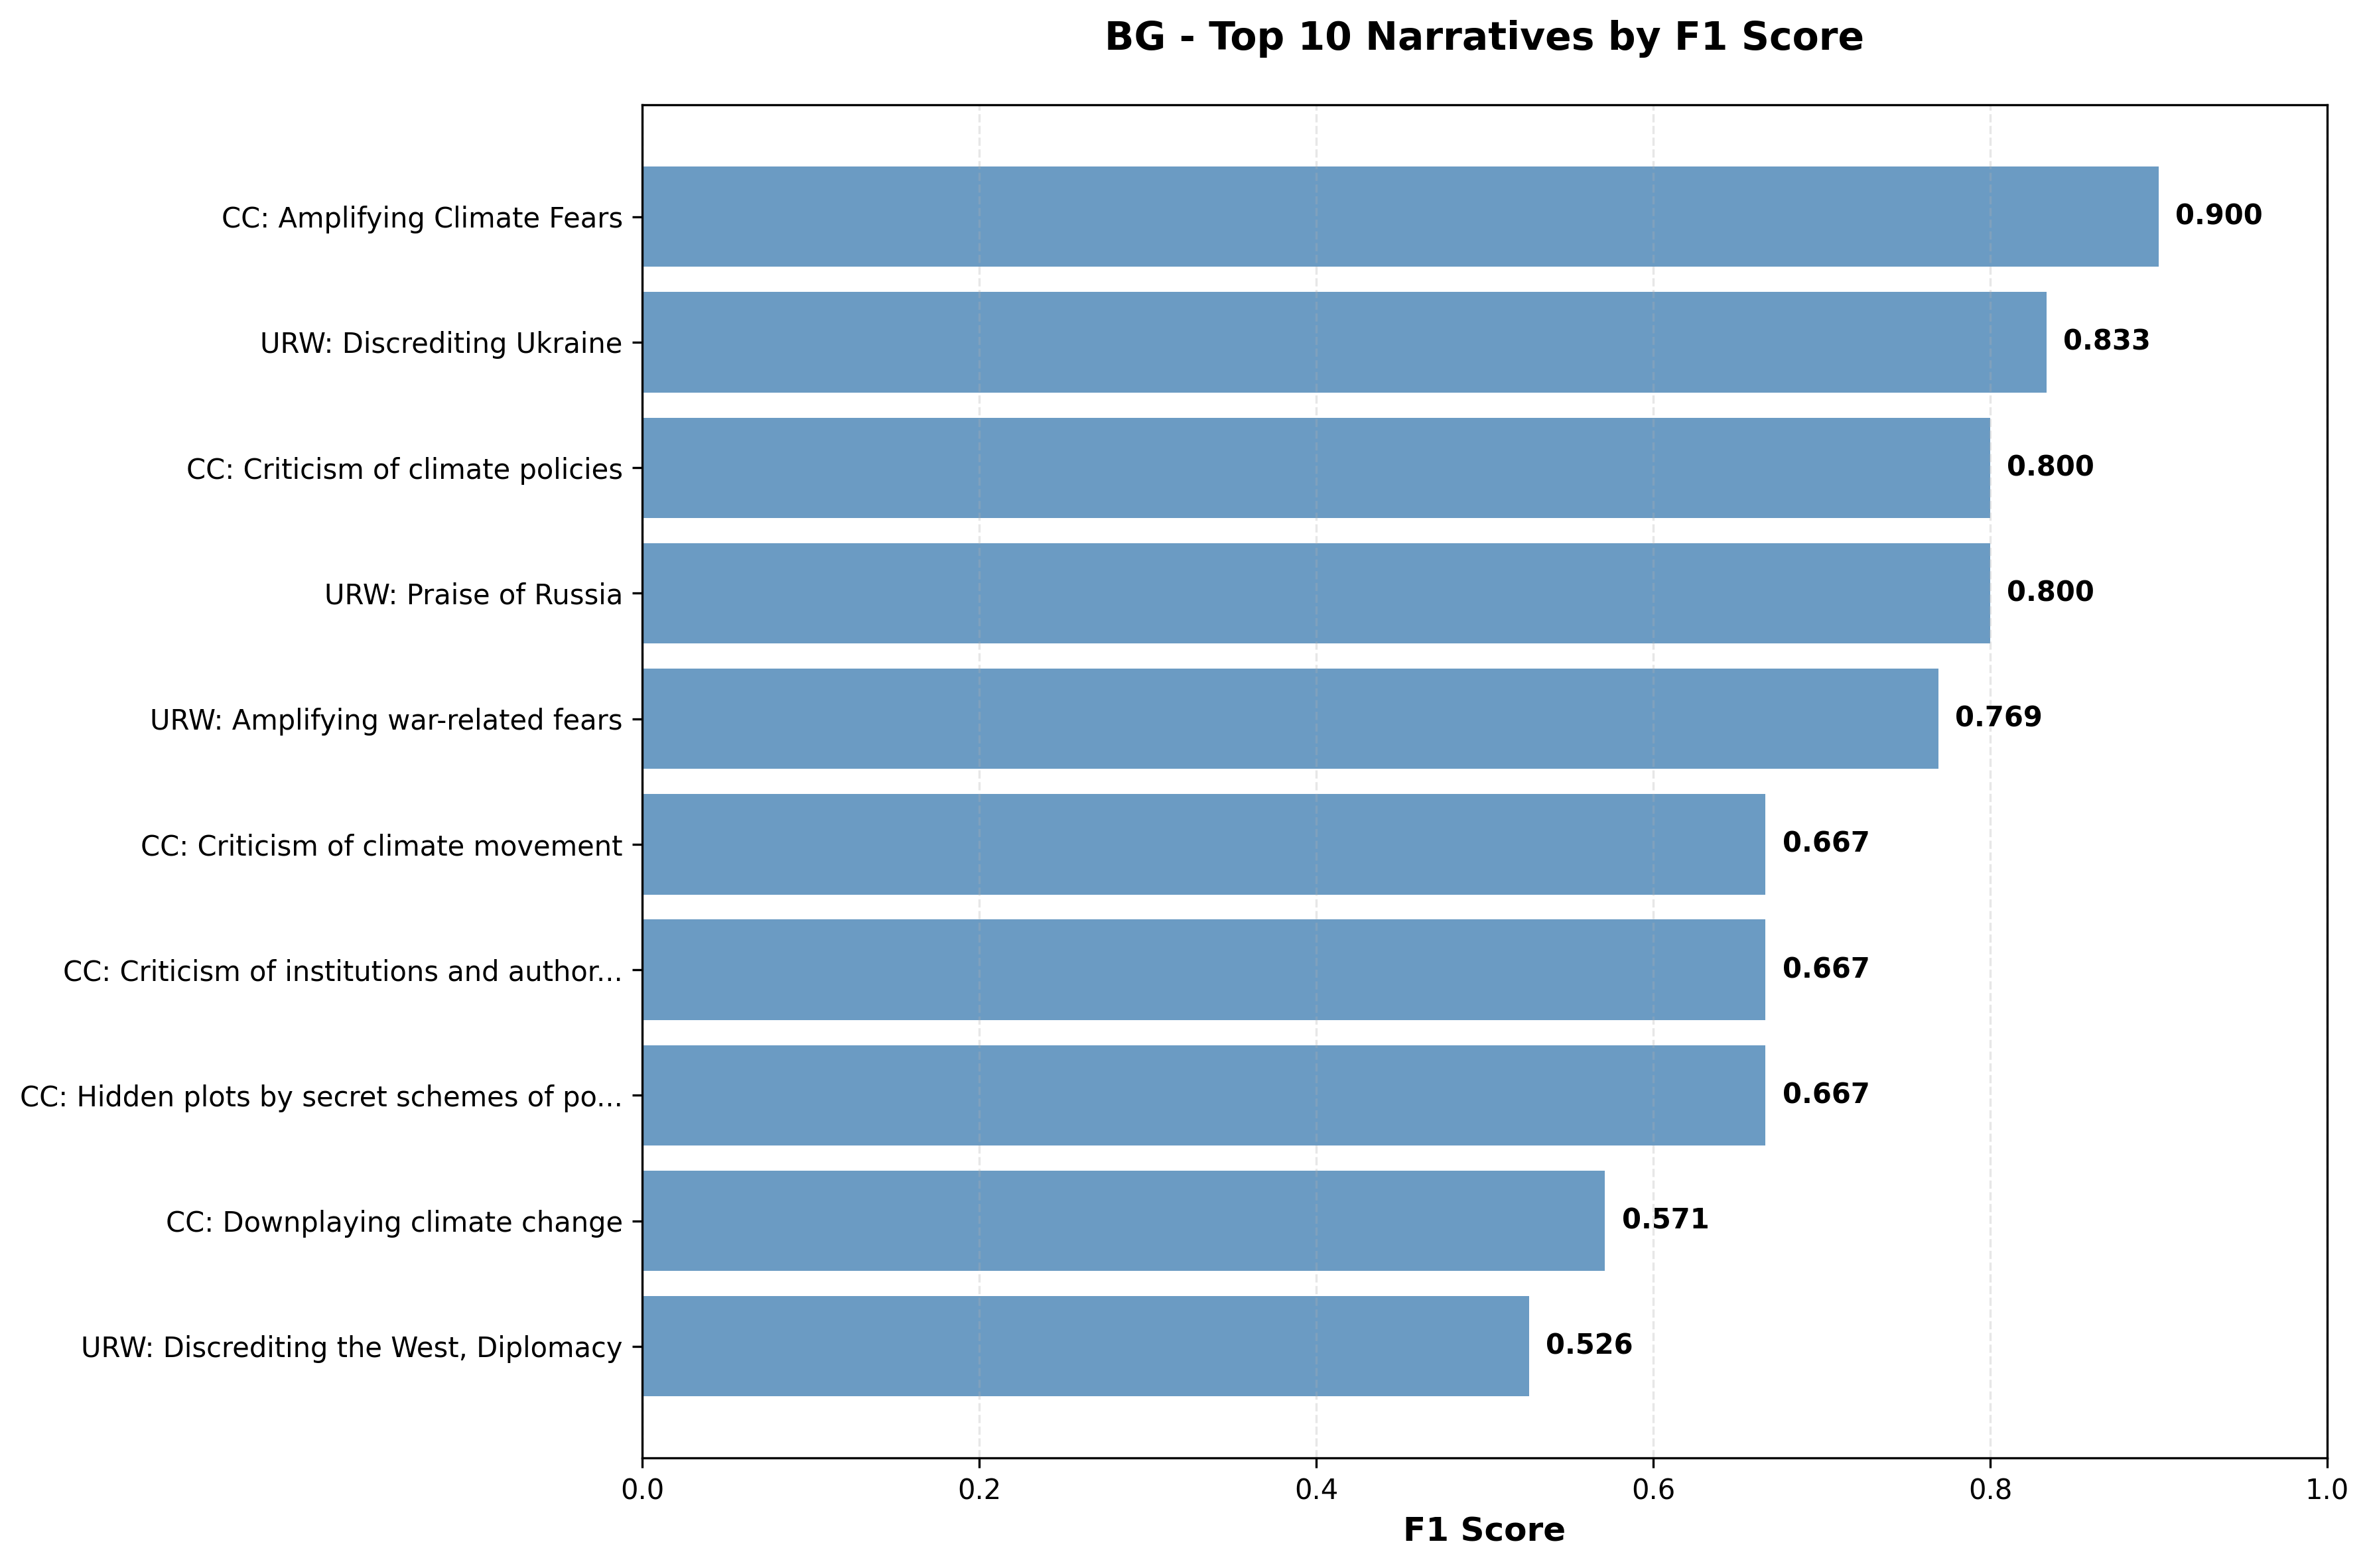 BG - Top 10 Narratives by F1 Score
CC: Amplifying Climate Fears 0.900
URW: Discrediting Ukraine 0.833
CC: Criticism of climate policies 0.800
URW: Praise of Russia 0.800
URW: Amplifying war-related fears 0.769
CC: Criticism of climate movement 0.667
CC: Criticism of institutions and author... 0.667
CC: Hidden plots by secret schemes of po... 0.667
CC: Downplaying climate change 0.571
URW: Discrediting the West, Diplomacy 0.526
0.0 0.2 0.4 0.6 0.8 1.0
F1 Score